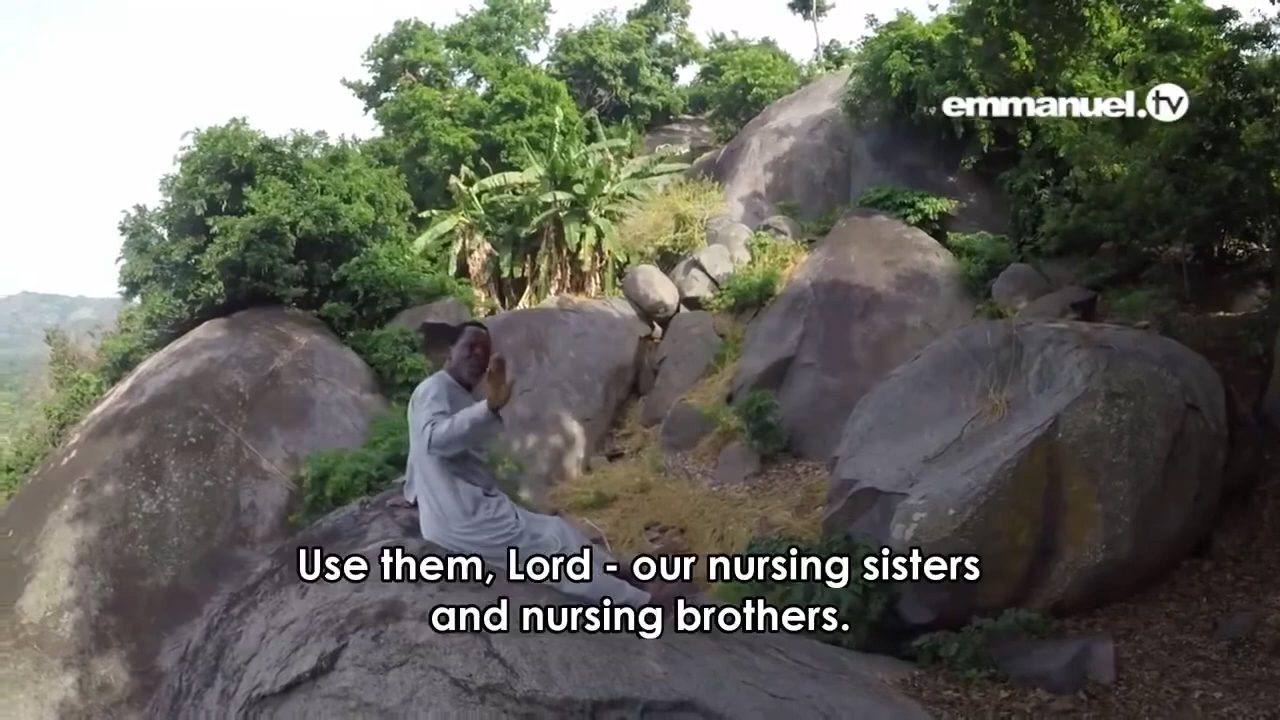 emmanuel.tv
Use them, Lord - our nursing sisters
and nursing brothers.